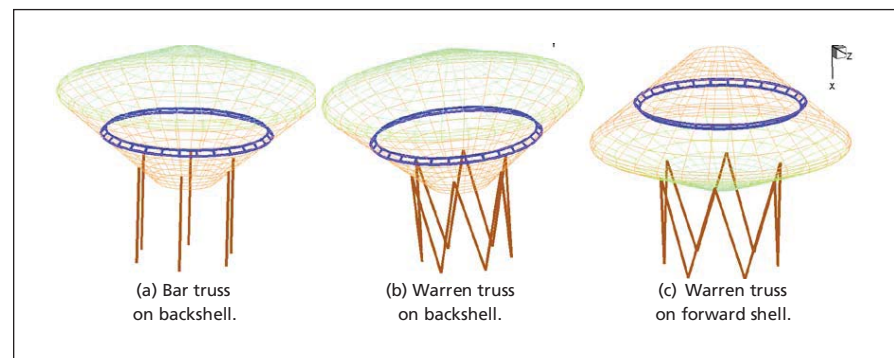 Z
x
(a) Bar truss
on backshell.
(b) Warren truss
on backshell.
(c) Warren truss
on forward shell.